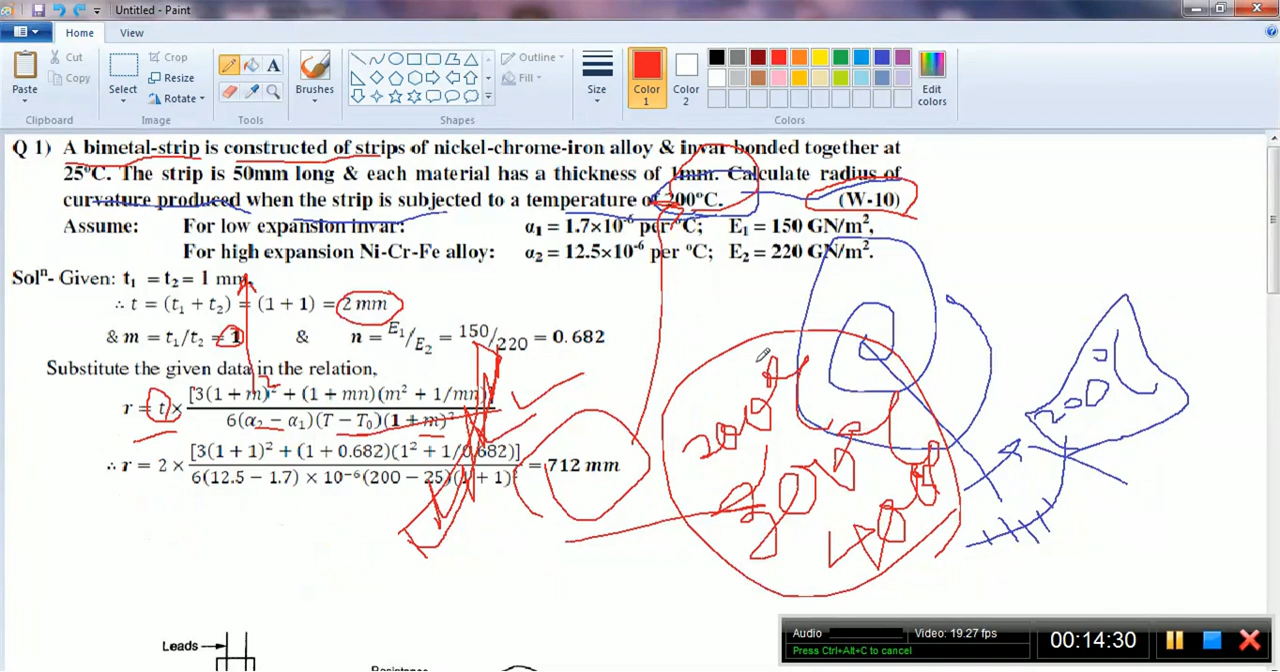 Untitled - Paint
Home View
Cut
Copy
Paste
Crop
Resize
Rotate
Select
Brushes
Outline
Fill
Size
Color 1
Color 2
Edit colors
Clipboard Image Tools Shapes Colors
Q 1) A bimetal-strip is constructed of strips of nickel-chrome-iron alloy & invar bonded together at
25ºC. The strip is 50mm long & each material has a thickness of 1mm. Calculate radius of
curvature produced when the strip is subjected to a temperature of 200ºC. (W-10)
Assume: For low expansion invar: α₁ = 1.7×10⁻⁶ per ºC; E₁ = 150 GN/m²,
For high expansion Ni-Cr-Fe alloy: α₂ = 12.5×10⁻⁶ per ºC; E₂ = 220 GN/m².
Solⁿ- Given: t₁ = t₂ = 1 mm.
∴ t = (t₁ + t₂) = (1 + 1) = 2 mm
& m = t₁/t₂ = 1 & n = E₁/E₂ = 150/220 = 0.682
Substitute the given data in the relation,
r = t × [3(1 + m)² + (1 + mn)(m² + 1/mn)] / 6(α₂ − α₁)(T − T₀)(1 + m)²
∴ r = 2 × [3(1 + 1)² + (1 + 0.682)(1² + 1/0.682)] / 6(12.5 − 1.7) × 10⁻⁶(200 − 25)(1 + 1)² = 712 mm
Leads
Resistance
Audio Video: 19.27 fps 00:14:30
Press Ctrl+Alt+C to cancel